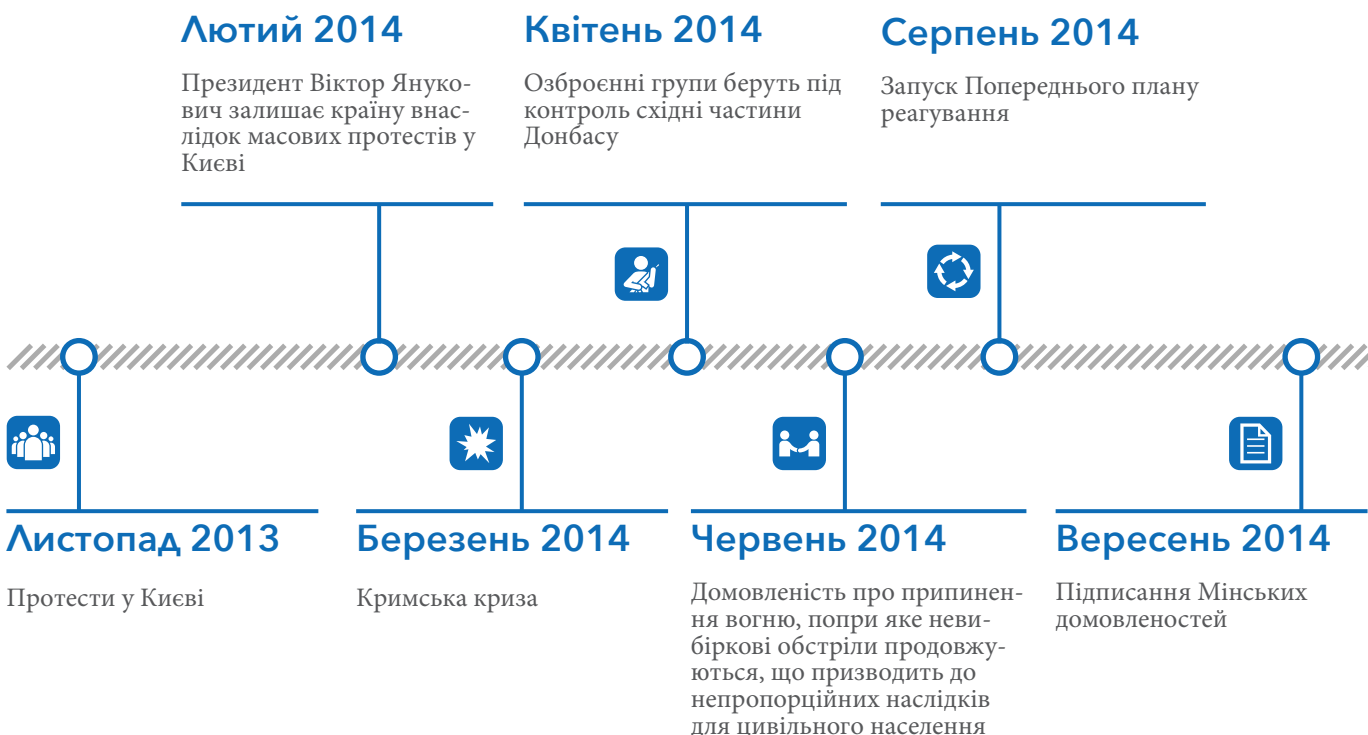 Лютий 2014
Президент Віктор Януко-
вич залишає країну внас-
лідок масових протестів у
Києві
Квітень 2014
Озброєнні групи беруть під
контроль східні частини
Донбасу
Серпень 2014
Запуск Попереднього плану
реагування
Листопад 2013
Протести у Києві
Березень 2014
Кримська криза
Червень 2014
Домовленість про припинен-
ня вогню, попри яке неви-
біркові обстріли продовжу-
ються, що призводить до
непропорційних наслідків
для цивільного населення
Вересень 2014
Підписання Мінських
домовленостей